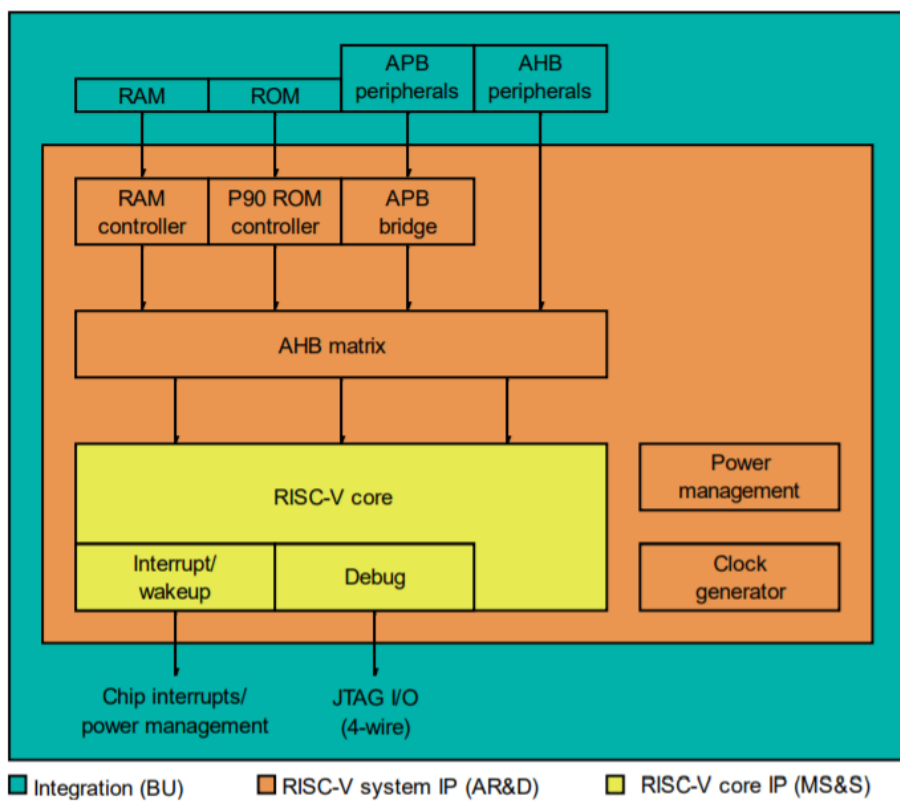 RAM
ROM
APB
peripherals
AHB
peripherals
RAM
controller
P90 ROM
controller
APB
bridge
AHB matrix
RISC-V core
Power
management
Interrupt/
wakeup
Debug
Clock
generator
Chip interrupts/
power management
JTAG I/O
(4-wire)
Integration (BU)
RISC-V system IP (AR&D)
RISC-V core IP (MS&S)